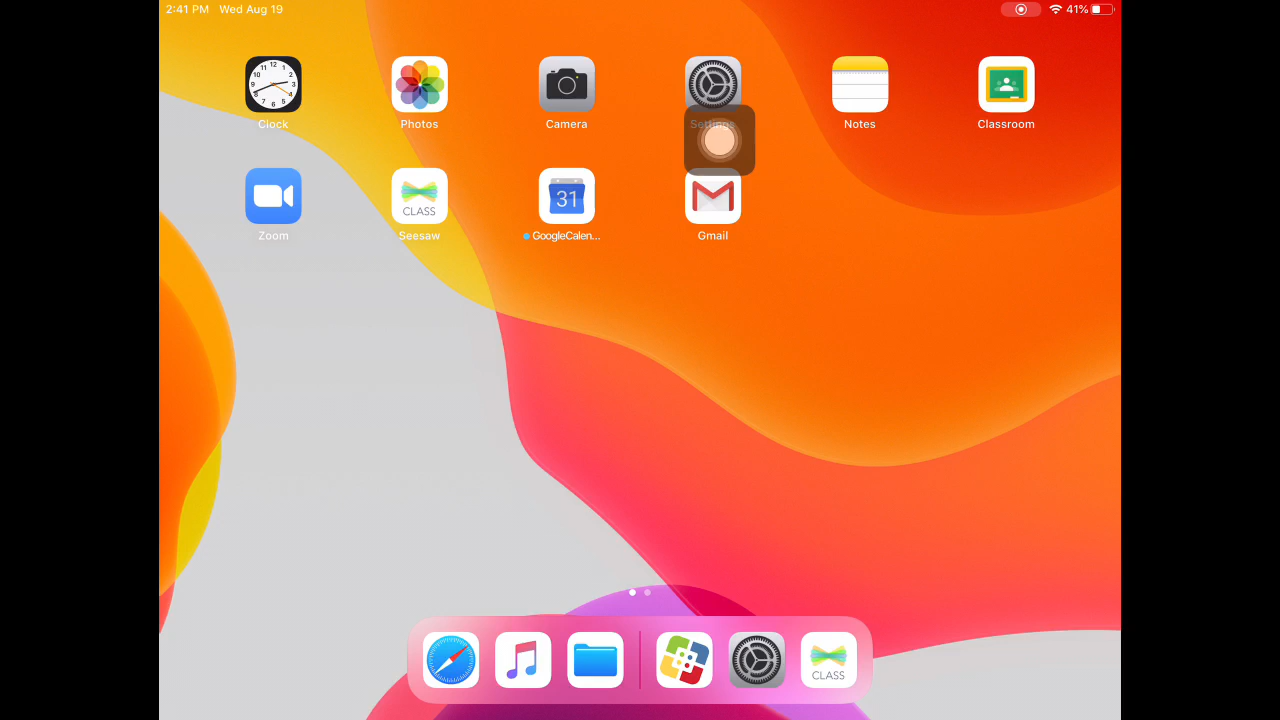 2:41 PM Wed Aug 19
41%
Clock
Photos
Camera
Settings
Notes
Classroom
CLASS
31
Zoom
Seesaw
GoogleCalen...
Gmail
CLASS